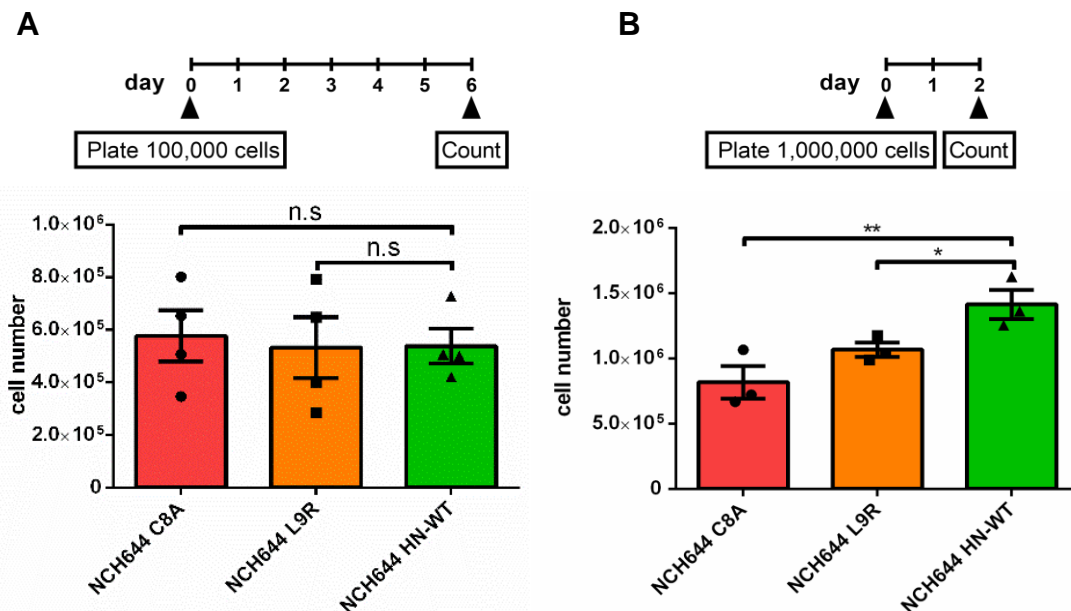 A
day
0 1 2 3 4 5 6
Plate 100,000 cells
Count
n.s
n.s
cell number
1.0×10⁶
8.0×10⁵
6.0×10⁵
4.0×10⁵
2.0×10⁵
0
NCH644 C8A
NCH644 L9R
NCH644 HN-WT
B
day
0 1 2
Plate 1,000,000 cells
Count
**
*
cell number
2.0×10⁶
1.5×10⁶
1.0×10⁶
5.0×10⁵
0
NCH644 C8A
NCH644 L9R
NCH644 HN-WT